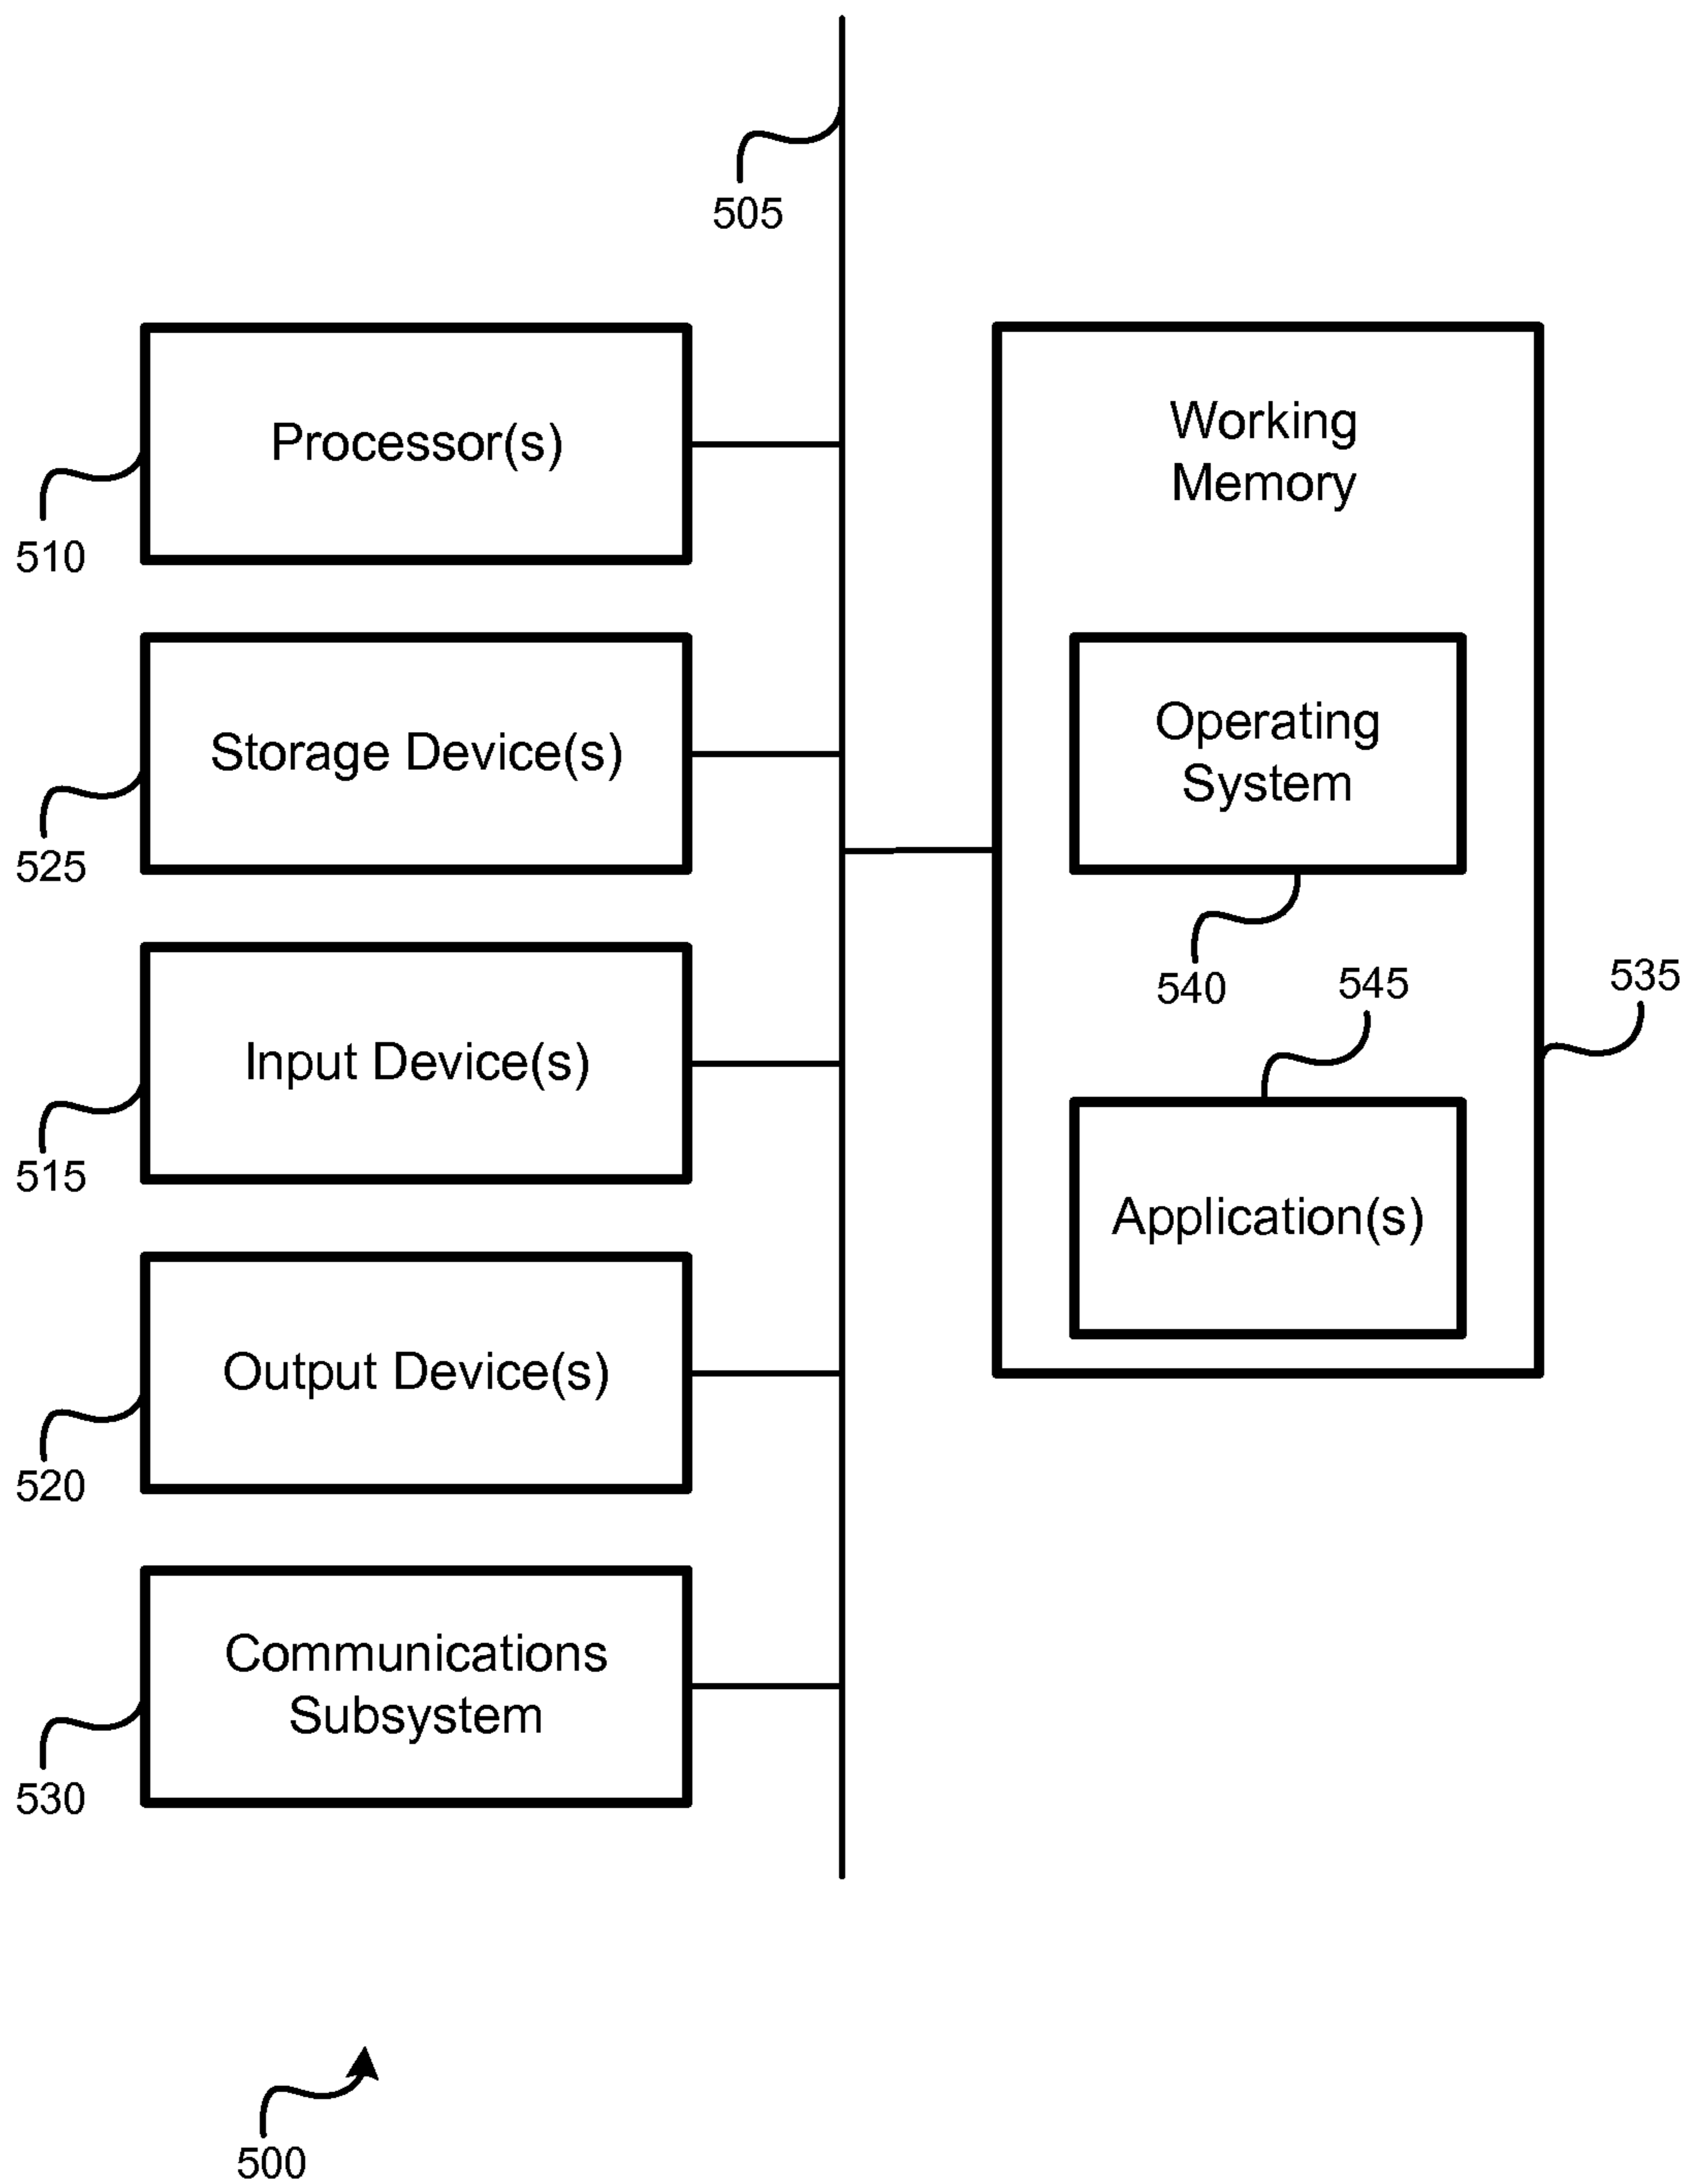 505
Processor(s)
510
Storage Device(s)
525
Input Device(s)
515
Output Device(s)
520
Communications
Subsystem
530
Working
Memory
Operating
System
540
545
535
Application(s)
500